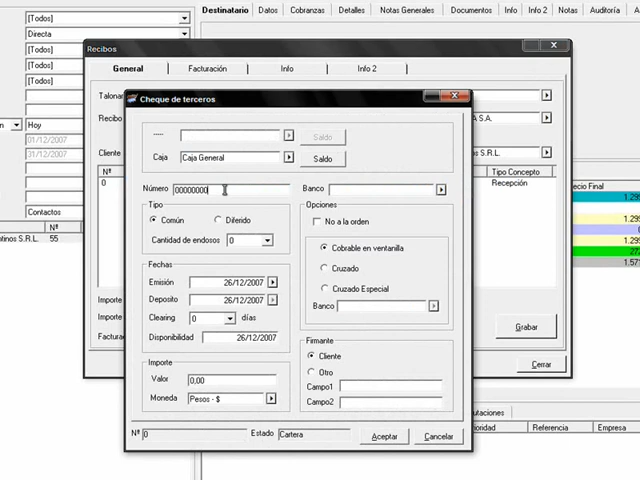 [Todos]
Directa
[Todos]
[Todos]
Hoy
01/12/2007
31/12/2007
Contactos
Nº
S.R.L. 55
Destinatario Datos Cobranzas Detalles Notas Generales Documentos Info Info 2 Notas Auditoría
Recibos
General Facturación Info Info 2
Recibo
A S.A.
Cliente
s S.R.L.
Nº
Tipo Concepto
0
Recepción
Importe
Importe
Grabar
Cerrar
Cheque de terceros
.....
Saldo
Caja Caja General Saldo
Número 00000000
Banco
Tipo
Común Diferido
Cantidad de endosos 0
Opciones
No a la orden
Cobrable en ventanilla
Cruzado
Cruzado Especial
Banco
Fechas
Emisión 26/12/2007
Deposito 26/12/2007
Clearing 0 días
Disponibilidad 26/12/2007
Importe
Valor 0,00
Moneda Pesos - $
Firmante
Cliente
Otro
Campo1
Campo2
Nº 0 Estado Cartera Aceptar Cancelar
Final
Referencia Empresa